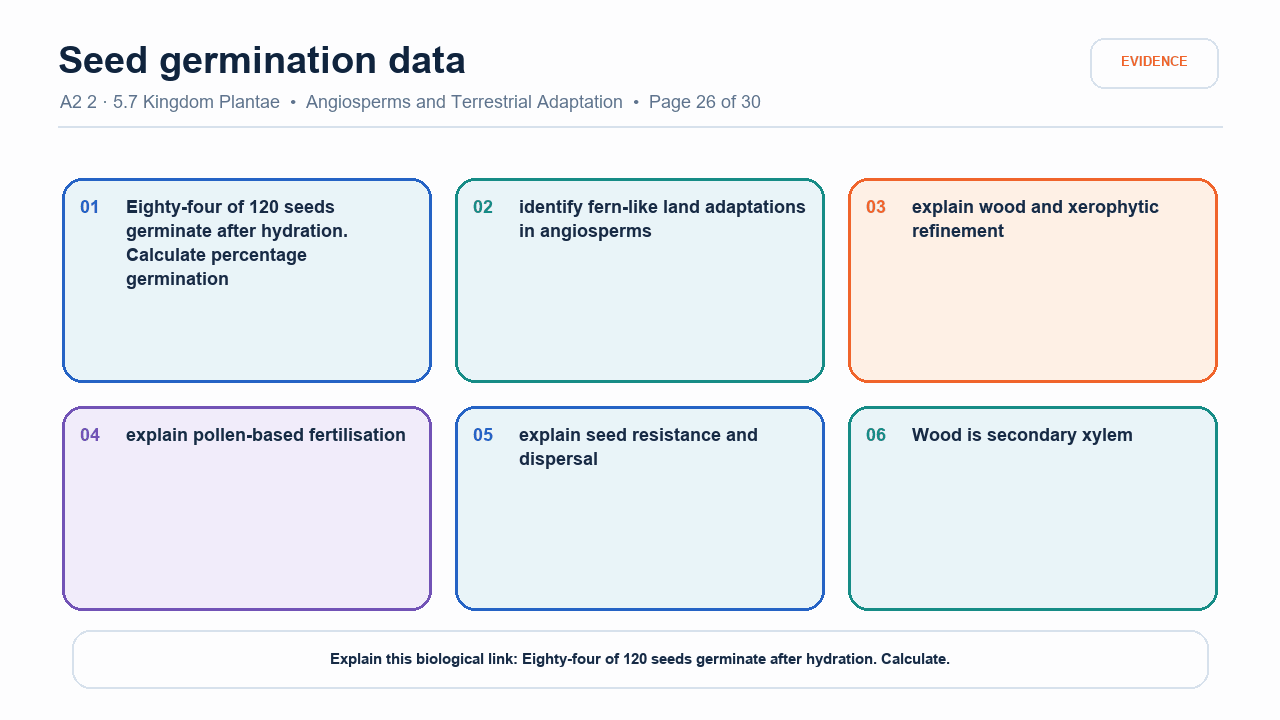 Seed germination data
EVIDENCE
A2 2 · 5.7 Kingdom Plantae • Angiosperms and Terrestrial Adaptation • Page 26 of 30
01 Eighty-four of 120 seeds
germinate after hydration.
Calculate percentage
germination
02 identify fern-like land adaptations
in angiosperms
03 explain wood and xerophytic
refinement
04 explain pollen-based fertilisation
05 explain seed resistance and
dispersal
06 Wood is secondary xylem
Explain this biological link: Eighty-four of 120 seeds germinate after hydration. Calculate.